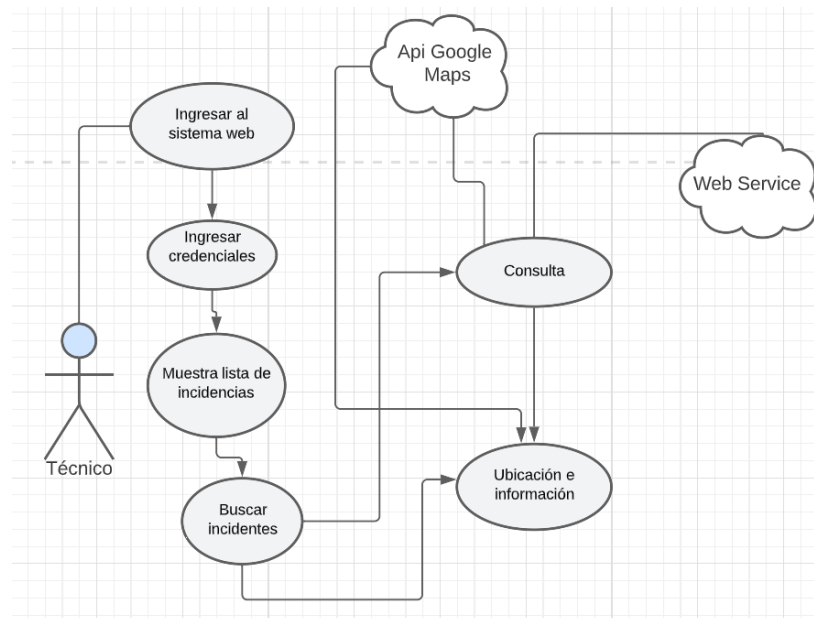 Api Google
Maps
Ingresar al
sistema web
Web Service
Ingresar
credenciales
Consulta
Muestra lista de
incidencias
Técnico
Ubicación e
información
Buscar
incidentes